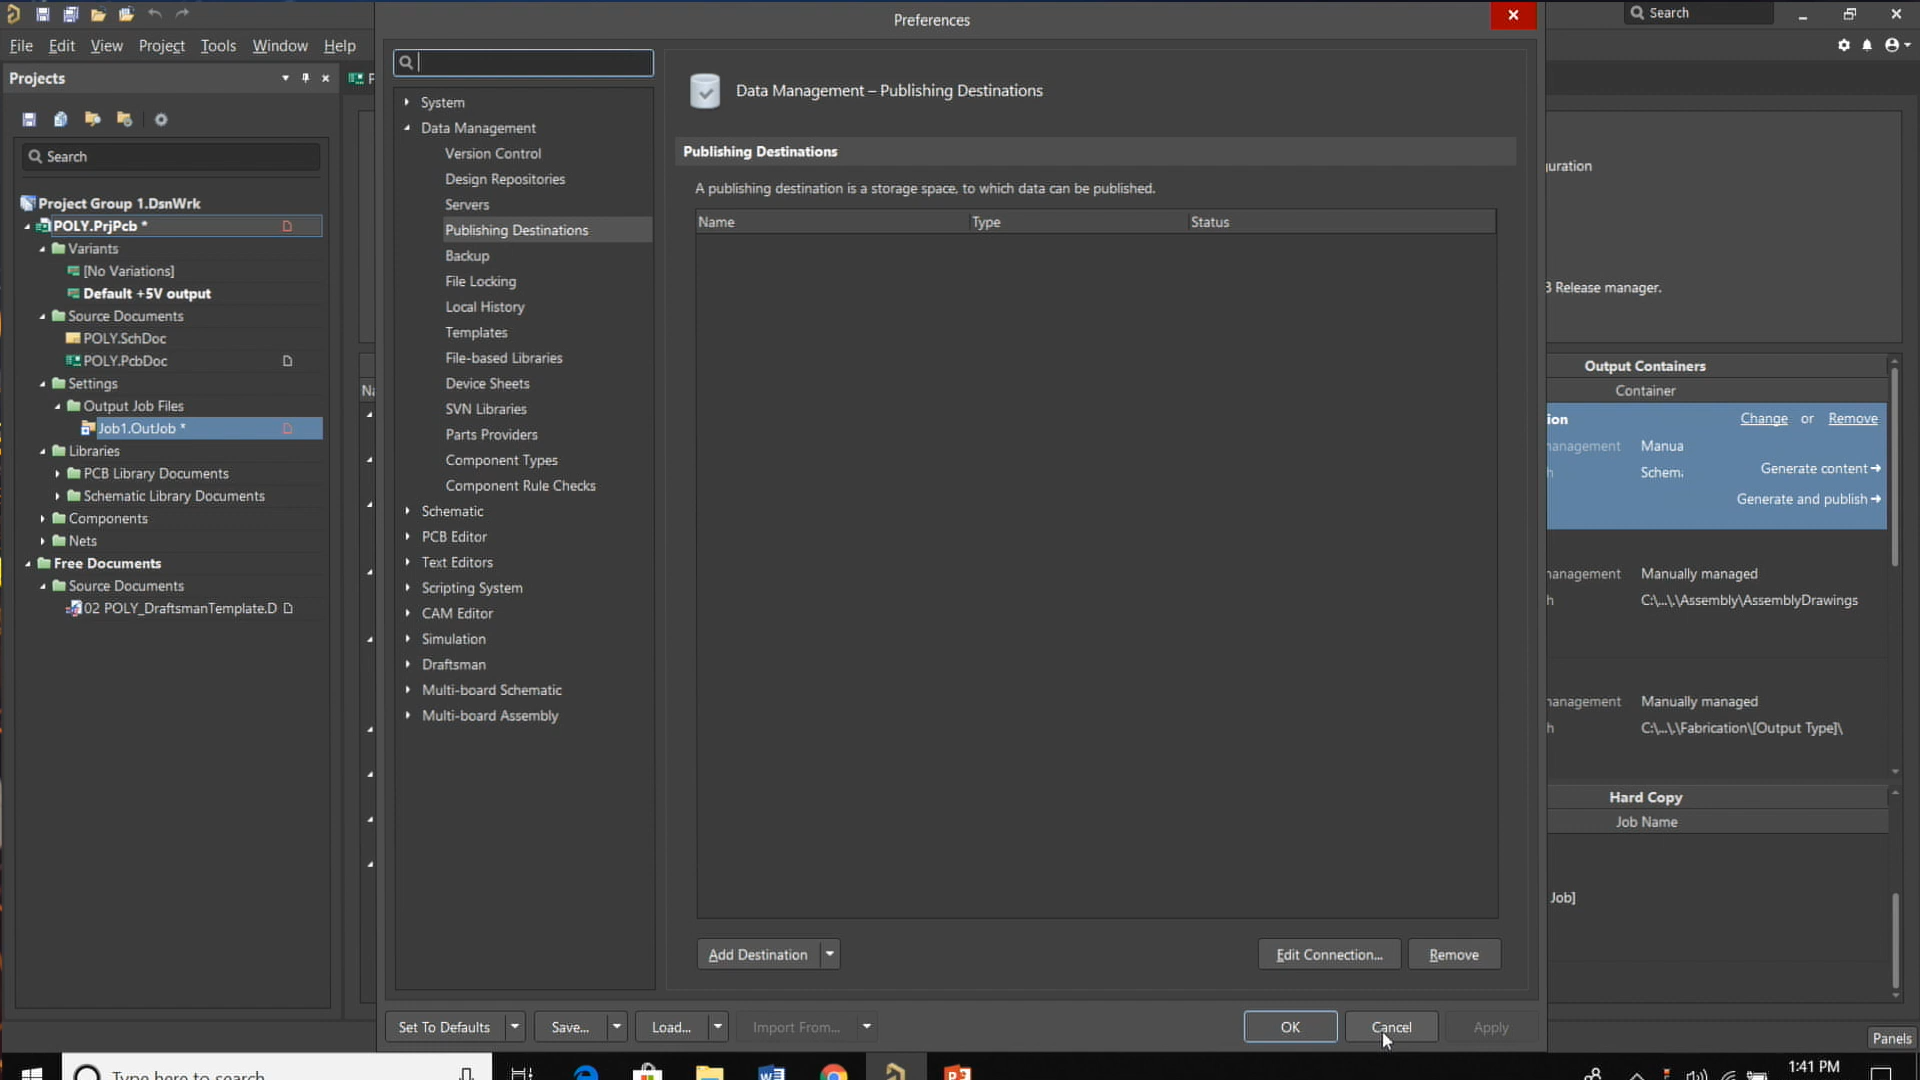 Preferences
Search
File Edit View Project Tools Window Help
Projects
Search
Project Group 1.DsnWrk
POLY.PrjPcb *
Variants
[No Variations]
Default +5V output
Source Documents
POLY.SchDoc
POLY.PcbDoc
Settings
Output Job Files
Job1.OutJob *
Libraries
PCB Library Documents
Schematic Library Documents
Components
Nets
Free Documents
Source Documents
02 POLY_DraftsmanTemplate.D
System
Data Management
Version Control
Design Repositories
Servers
Publishing Destinations
Backup
File Locking
Local History
Templates
File-based Libraries
Device Sheets
SVN Libraries
Parts Providers
Component Types
Component Rule Checks
Schematic
PCB Editor
Text Editors
Scripting System
CAM Editor
Simulation
Draftsman
Multi-board Schematic
Multi-board Assembly
Data Management – Publishing Destinations
Publishing Destinations
A publishing destination is a storage space, to which data can be published.
Name Type Status
Add Destination Edit Connection... Remove
Set To Defaults Save... Load... Import From... OK Cancel Apply
uration
3 Release manager.
Output Containers
Container
ion Change or Remove
anagement Manua
h Schema Generate content
Generate and publish
anagement Manually managed
h C:\...\.\Assembly\AssemblyDrawings
anagement Manually managed
h C:\...\.\Fabrication\[Output Type]\
Hard Copy
Job Name
Job]
Panels
Type here to search
1:41 PM